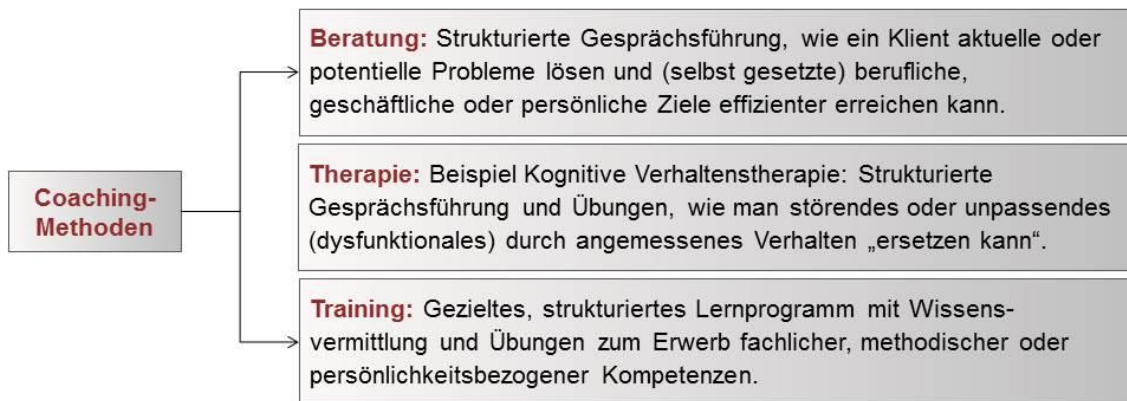 Beratung: Strukturierte Gesprächsführung, wie ein Klient aktuelle oder
potentielle Probleme lösen und (selbst gesetzte) berufliche,
geschäftliche oder persönliche Ziele effizienter erreichen kann.
Coaching-
Methoden
Therapie: Beispiel Kognitive Verhaltenstherapie: Strukturierte
Gesprächsführung und Übungen, wie man störendes oder unpassendes
(dysfunktionales) durch angemessenes Verhalten „ersetzen kann“.
Training: Gezieltes, strukturiertes Lernprogramm mit Wissens-
vermittlung und Übungen zum Erwerb fachlicher, methodischer oder
persönlichkeitsbezogener Kompetenzen.